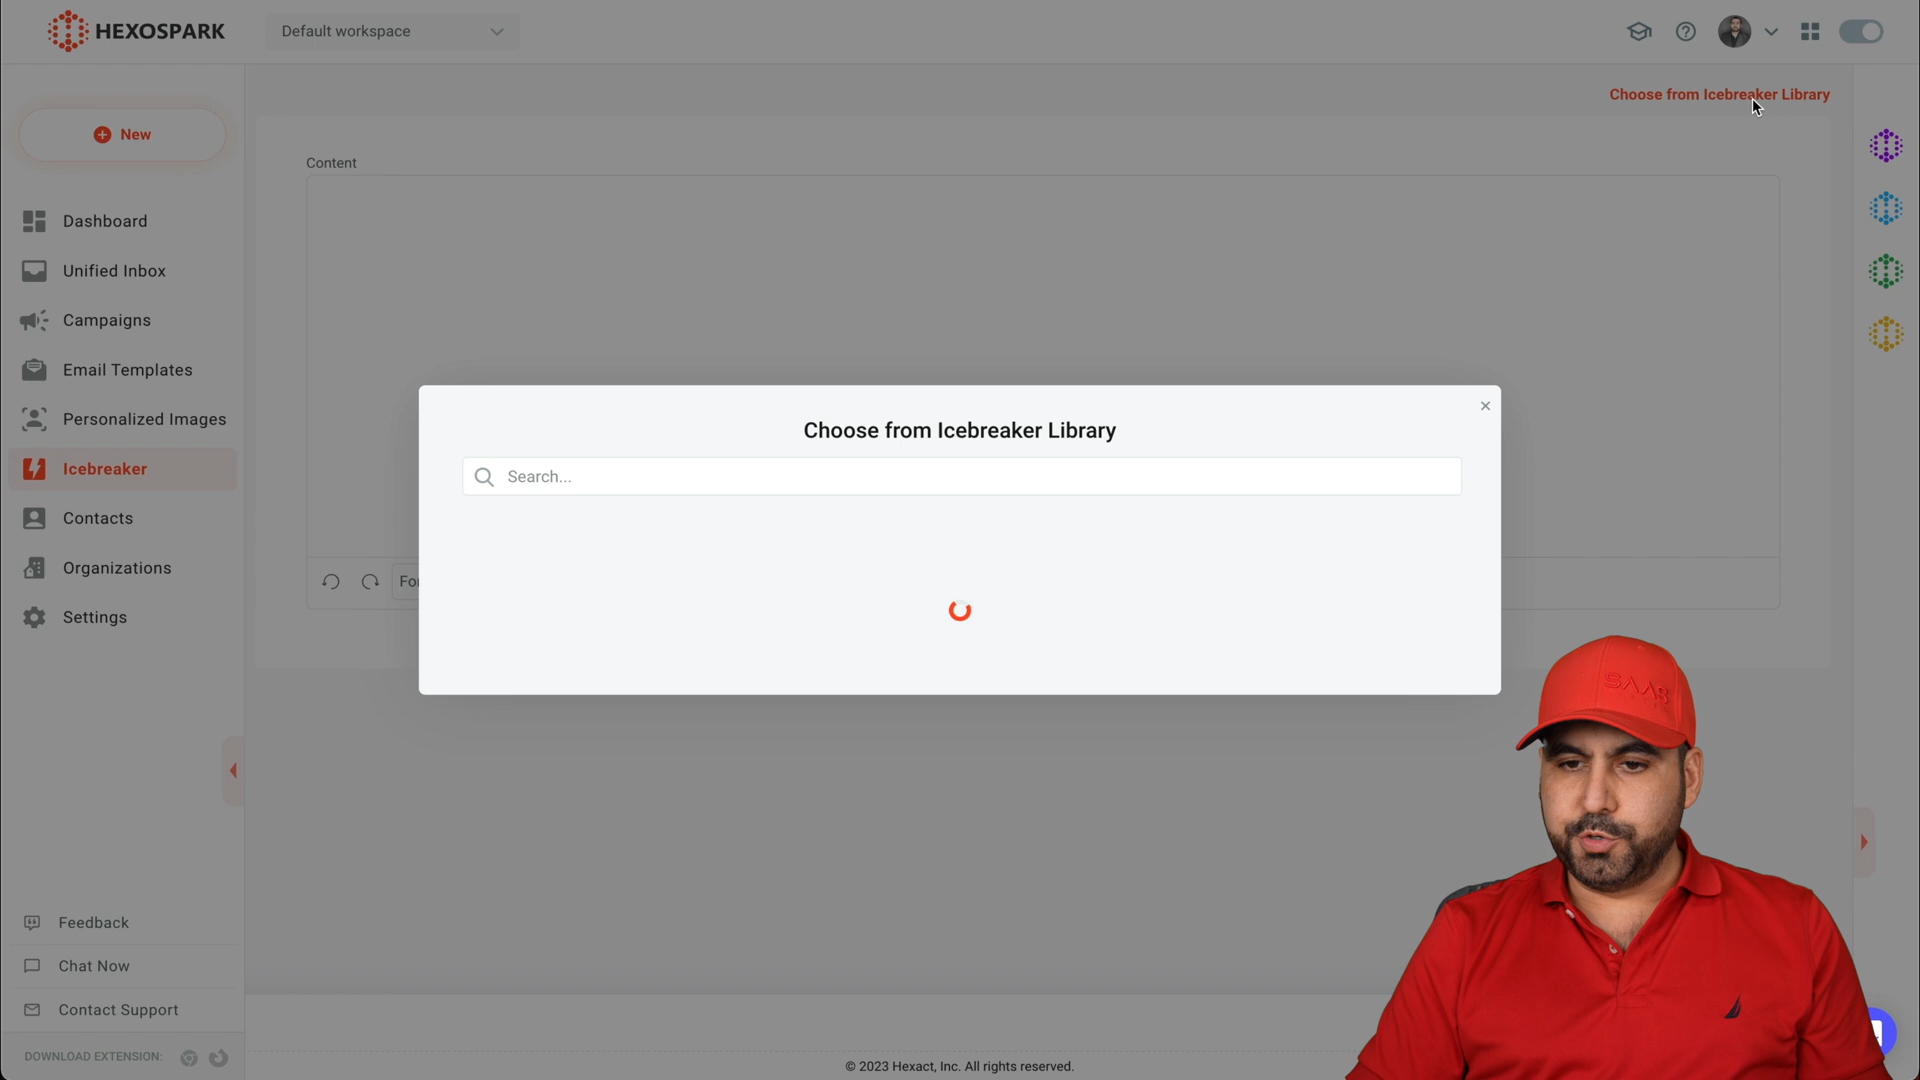 HEXOSPARK
Default workspace
Choose from Icebreaker Library
New
Content
Dashboard
Unified Inbox
Campaigns
Email Templates
Personalized Images
Icebreaker
Contacts
Organizations
Settings
Choose from Icebreaker Library
×
Search...
Fo
SAAS
Feedback
Chat Now
Contact Support
DOWNLOAD EXTENSION:
© 2023 Hexact, Inc. All rights reserved.